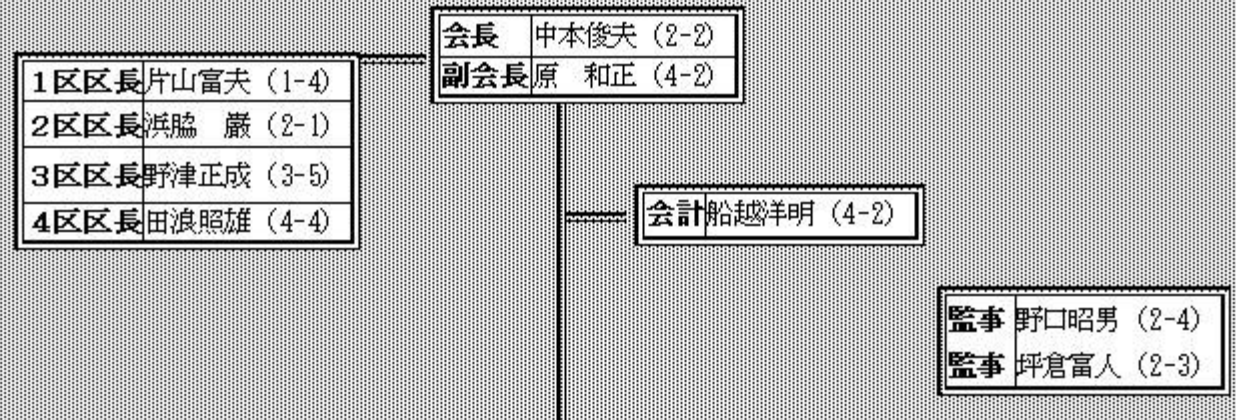 会長 中本俊夫 (2-2)
副会長 原　和正 (4-2)
1区区長 片山富夫 (1-4)
2区区長 浜脇　厳 (2-1)
3区区長 野津正成 (3-5)
4区区長 田浪照雄 (4-4)
会計 船越洋明 (4-2)
監事 野口昭男 (2-4)
監事 坪倉富人 (2-3)